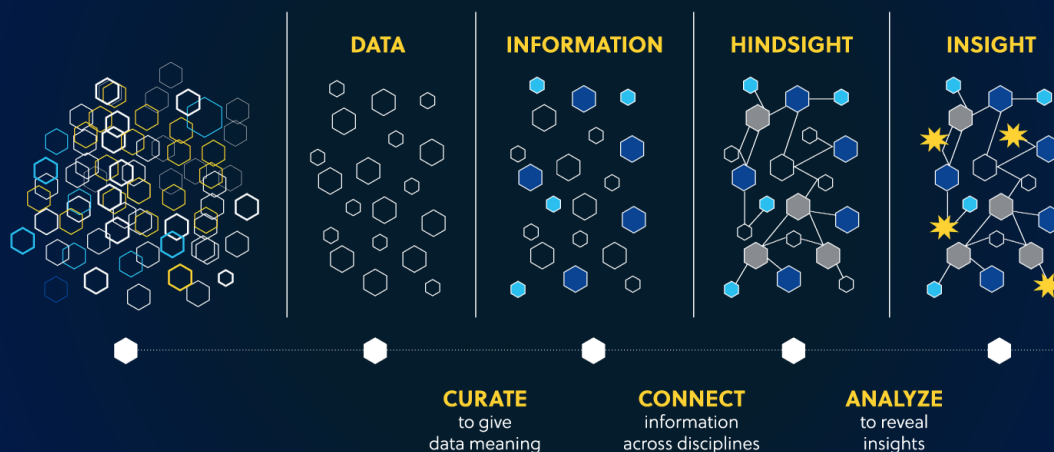 DATA
INFORMATION
HINDSIGHT
INSIGHT
CURATE
to give
data meaning
CONNECT
information
across disciplines
ANALYZE
to reveal
insights